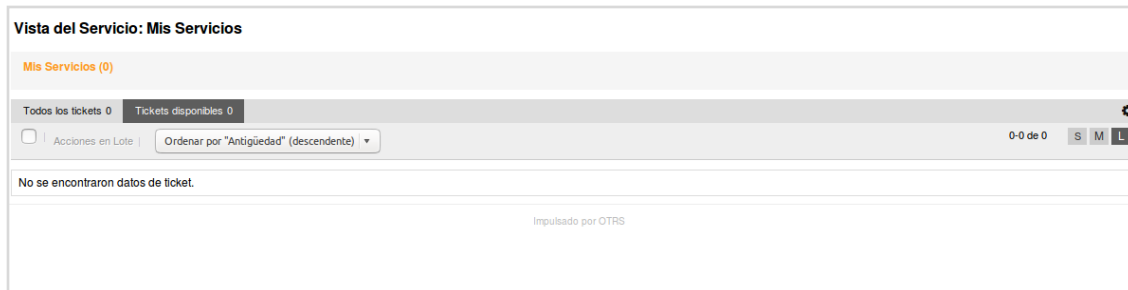 Vista del Servicio: Mis Servicios
Mis Servicios (0)
Todos los tickets 0 Tickets disponibles 0
Acciones en Lote Ordenar por "Antigüedad" (descendente) 0-0 de 0 S M L
No se encontraron datos de ticket.
Impulsado por OTRS